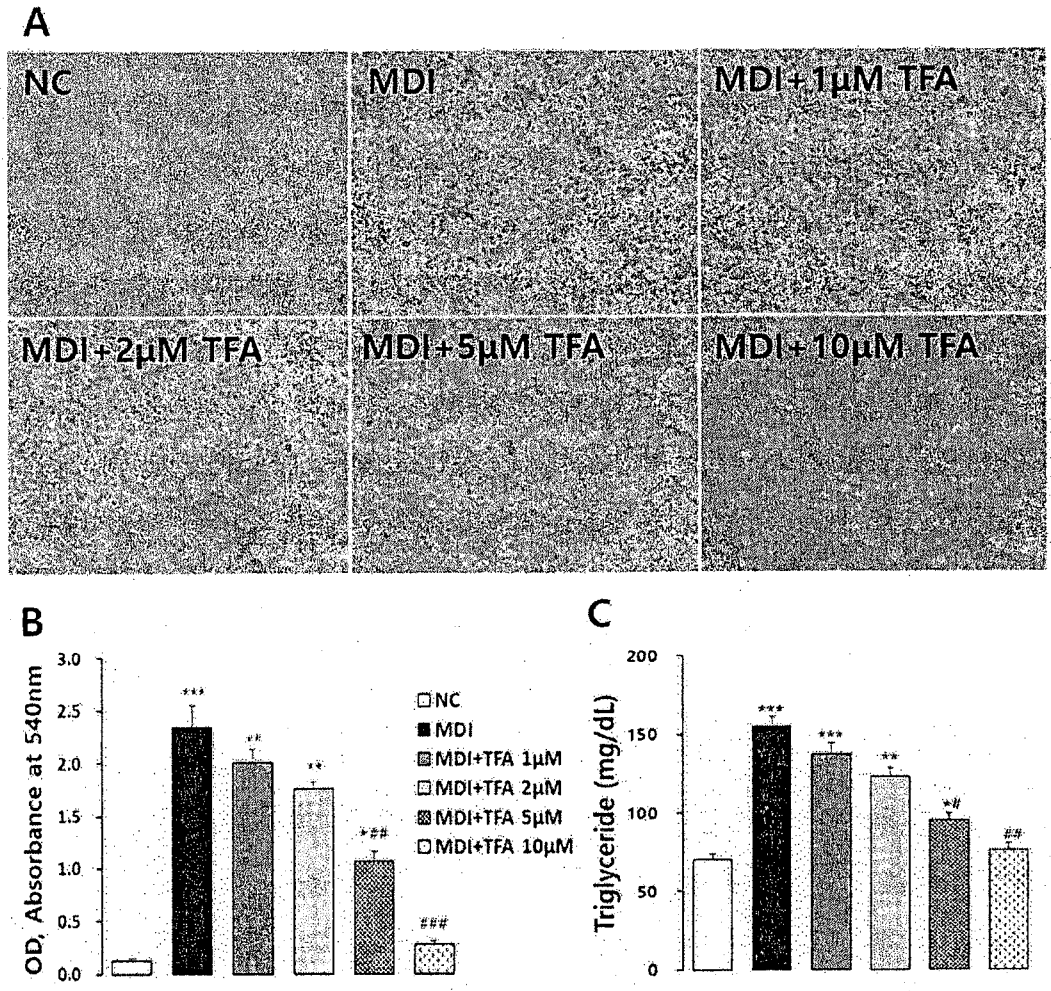 A
NC
MDI
MDI+1μM TFA
MDI+2μM TFA
MDI+5μM TFA
MDI+10μM TFA
B
OD, Absorbance at 540nm
3.0
2.5
2.0
1.5
1.0
0.5
0.0
***
**
**
*##
###
NC
MDI
MDI+TFA 1μM
MDI+TFA 2μM
MDI+TFA 5μM
MDI+TFA 10μM
C
Triglyceride (mg/dL)
200
150
100
50
0
***
***
**
*#
##